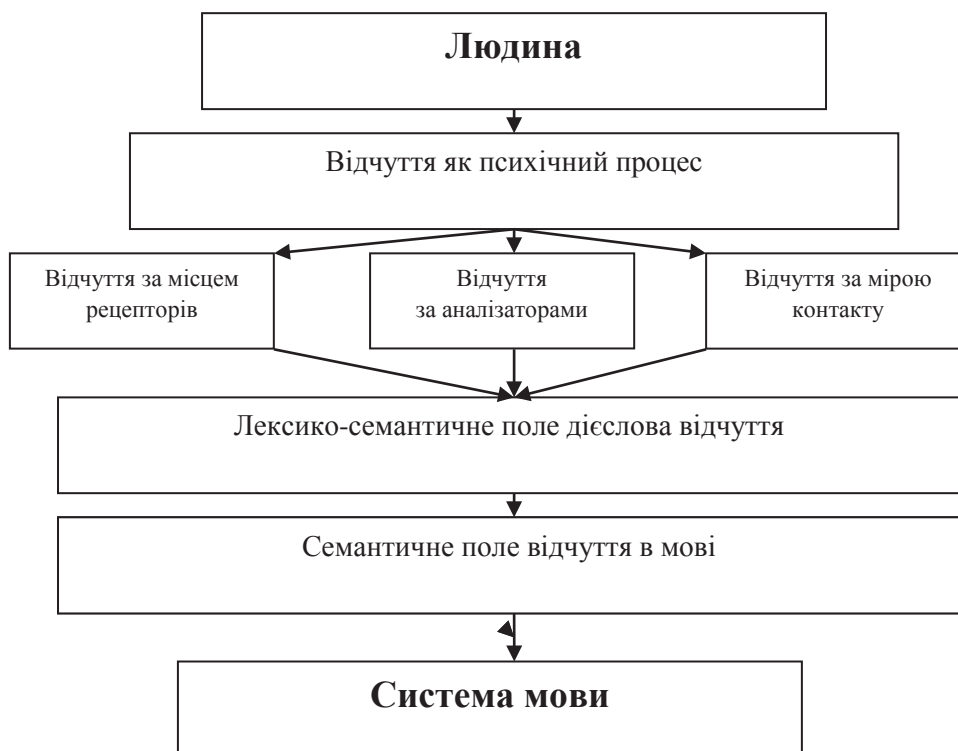 Людина
Відчуття як психічний процес
Відчуття за місцем
рецепторів
Відчуття
за аналізаторами
Відчуття за мірою
контакту
Лексико-семантичне поле дієслова відчуття
Семантичне поле відчуття в мові
Система мови